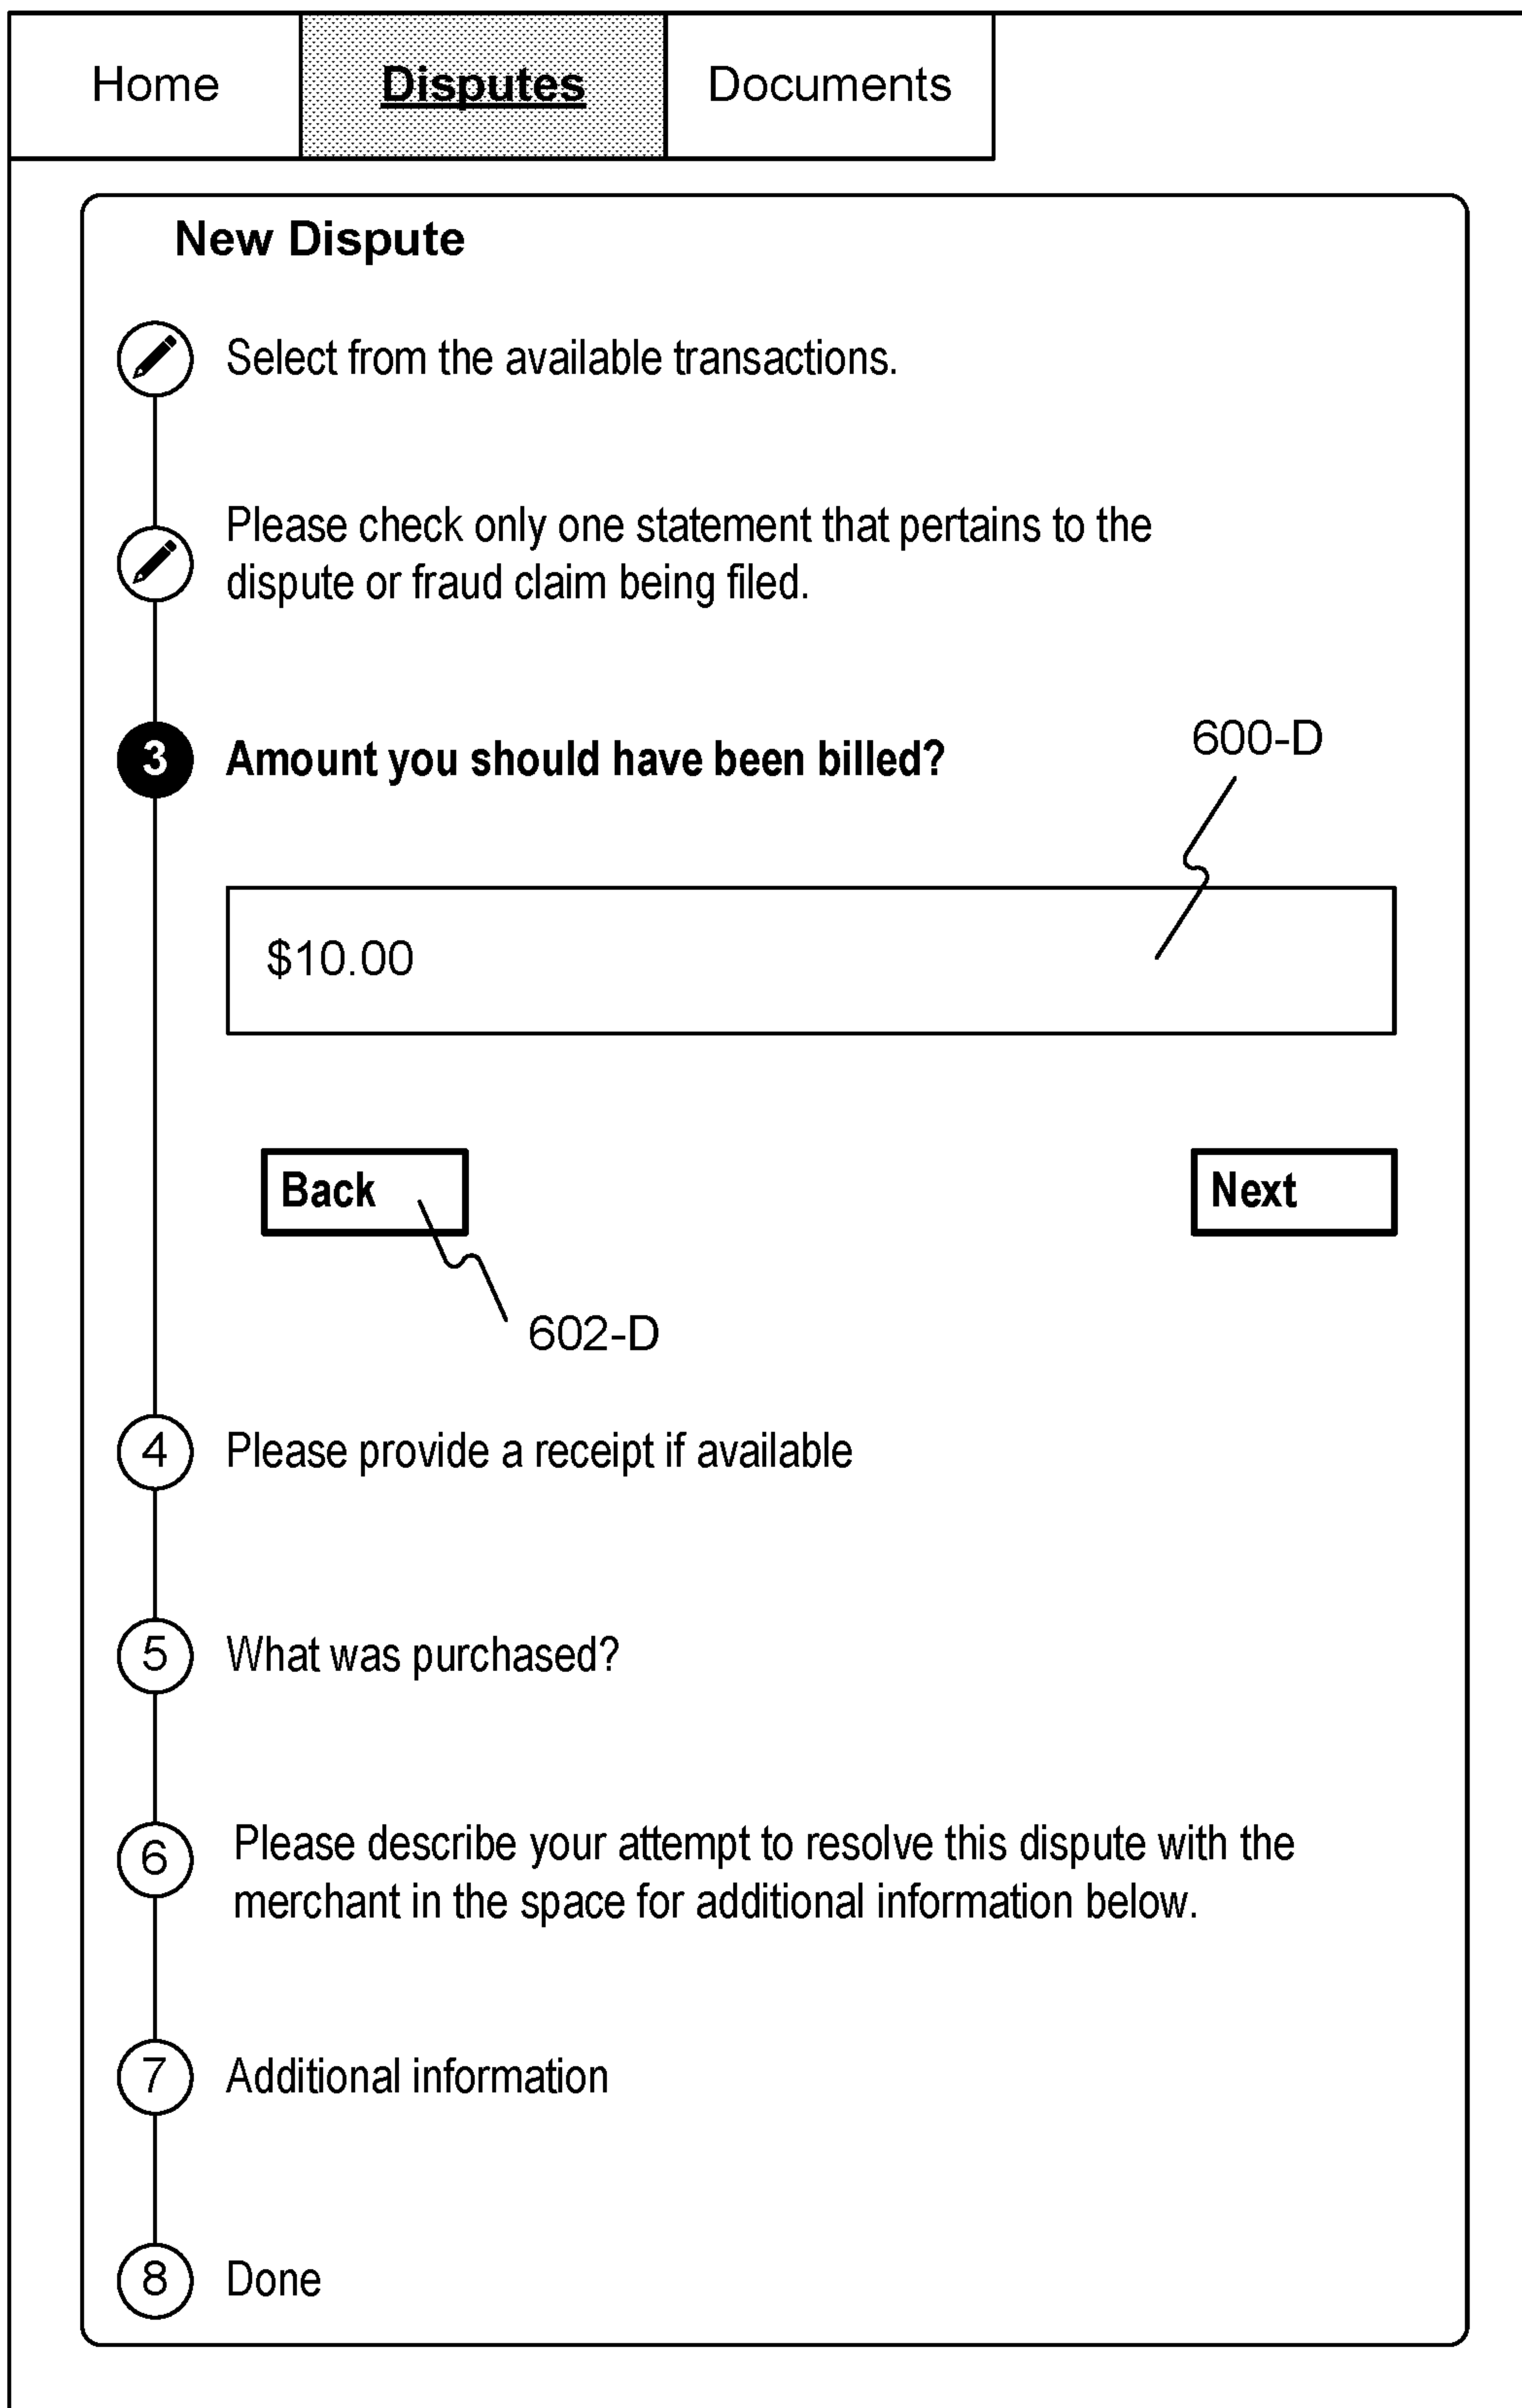 Home
Disputes
Documents
New Dispute
Select from the available transactions.
Please check only one statement that pertains to the
dispute or fraud claim being filed.
3 Amount you should have been billed?
600-D
$10.00
Back
Next
602-D
4 Please provide a receipt if available
5 What was purchased?
6 Please describe your attempt to resolve this dispute with the
merchant in the space for additional information below.
7 Additional information
8 Done